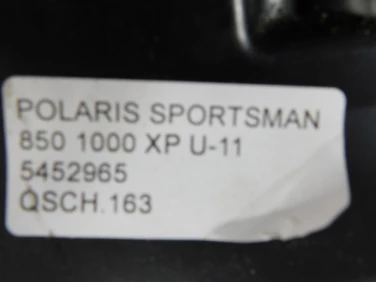 POLARIS SPORTSMAN
850 1000 XP U-11
5452965
QSCH.163